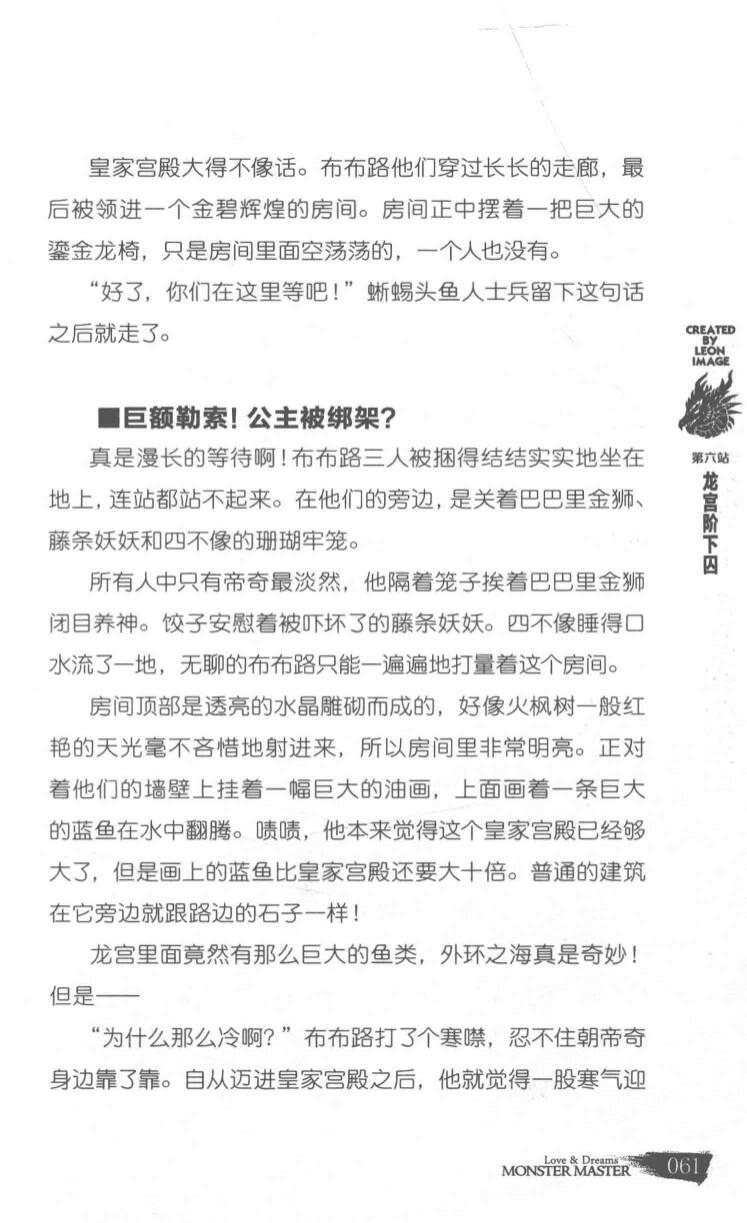 皇家宫殿大得不像话。布布路他们穿过长长的走廊，最
后被领进一个金碧辉煌的房间。房间正中摆着一把巨大的
鎏金龙椅，只是房间里面空荡荡的，一个人也没有。
“好了，你们在这里等吧！”蜥蜴头鱼人士兵留下这句话
之后就走了。
■巨额勒索！公主被绑架？
真是漫长的等待啊！布布路三人被捆得结结实实地坐在
地上，连站都站不起来。在他们的旁边，是关着巴巴里金狮、
藤条妖妖和四不像的珊瑚牢笼。
所有人中只有帝奇最淡然，他隔着笼子挨着巴巴里金狮
闭目养神。饺子安慰着被吓坏了的藤条妖妖。四不像睡得口
水流了一地，无聊的布布路只能一遍遍地打量着这个房间。
房间顶部是透亮的水晶雕砌而成的，好像火枫树一般红
艳的天光毫不吝惜地射进来，所以房间里非常明亮。正对
着他们的墙壁上挂着一幅巨大的油画，上面画着一条巨大
的蓝鱼在水中翻腾。啧啧，他本来觉得这个皇家宫殿已经够
大了，但是画上的蓝鱼比皇家宫殿还要大十倍。普通的建筑
在它旁边就跟路边的石子一样！
龙宫里面竟然有那么巨大的鱼类，外环之海真是奇妙！
但是——
“为什么那么冷啊？”布布路打了个寒噤，忍不住朝帝奇
身边靠了靠。自从迈进皇家宫殿之后，他就觉得一股寒气迎
CREATED
BY
LEON
IMAGE
第六站
龙宫阶下囚
Love & Dreams
MONSTER MASTER
061